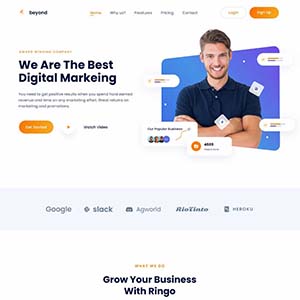 beyond
Home Why us? Features Pricing Contact
Login
Sign up
AWARD WINNING COMPANY
We Are The Best
Digital Markeing
You need to get positive results when you spend hard earned
revenue and time on any marketing effort. Great returns on
marketing and promotions.
Get Started
Watch Video
Our Popular Business
4505
Google
slack
Agworld
RioTinto
HEROKU
WHAT WE DO
Grow Your Business
With Ringo